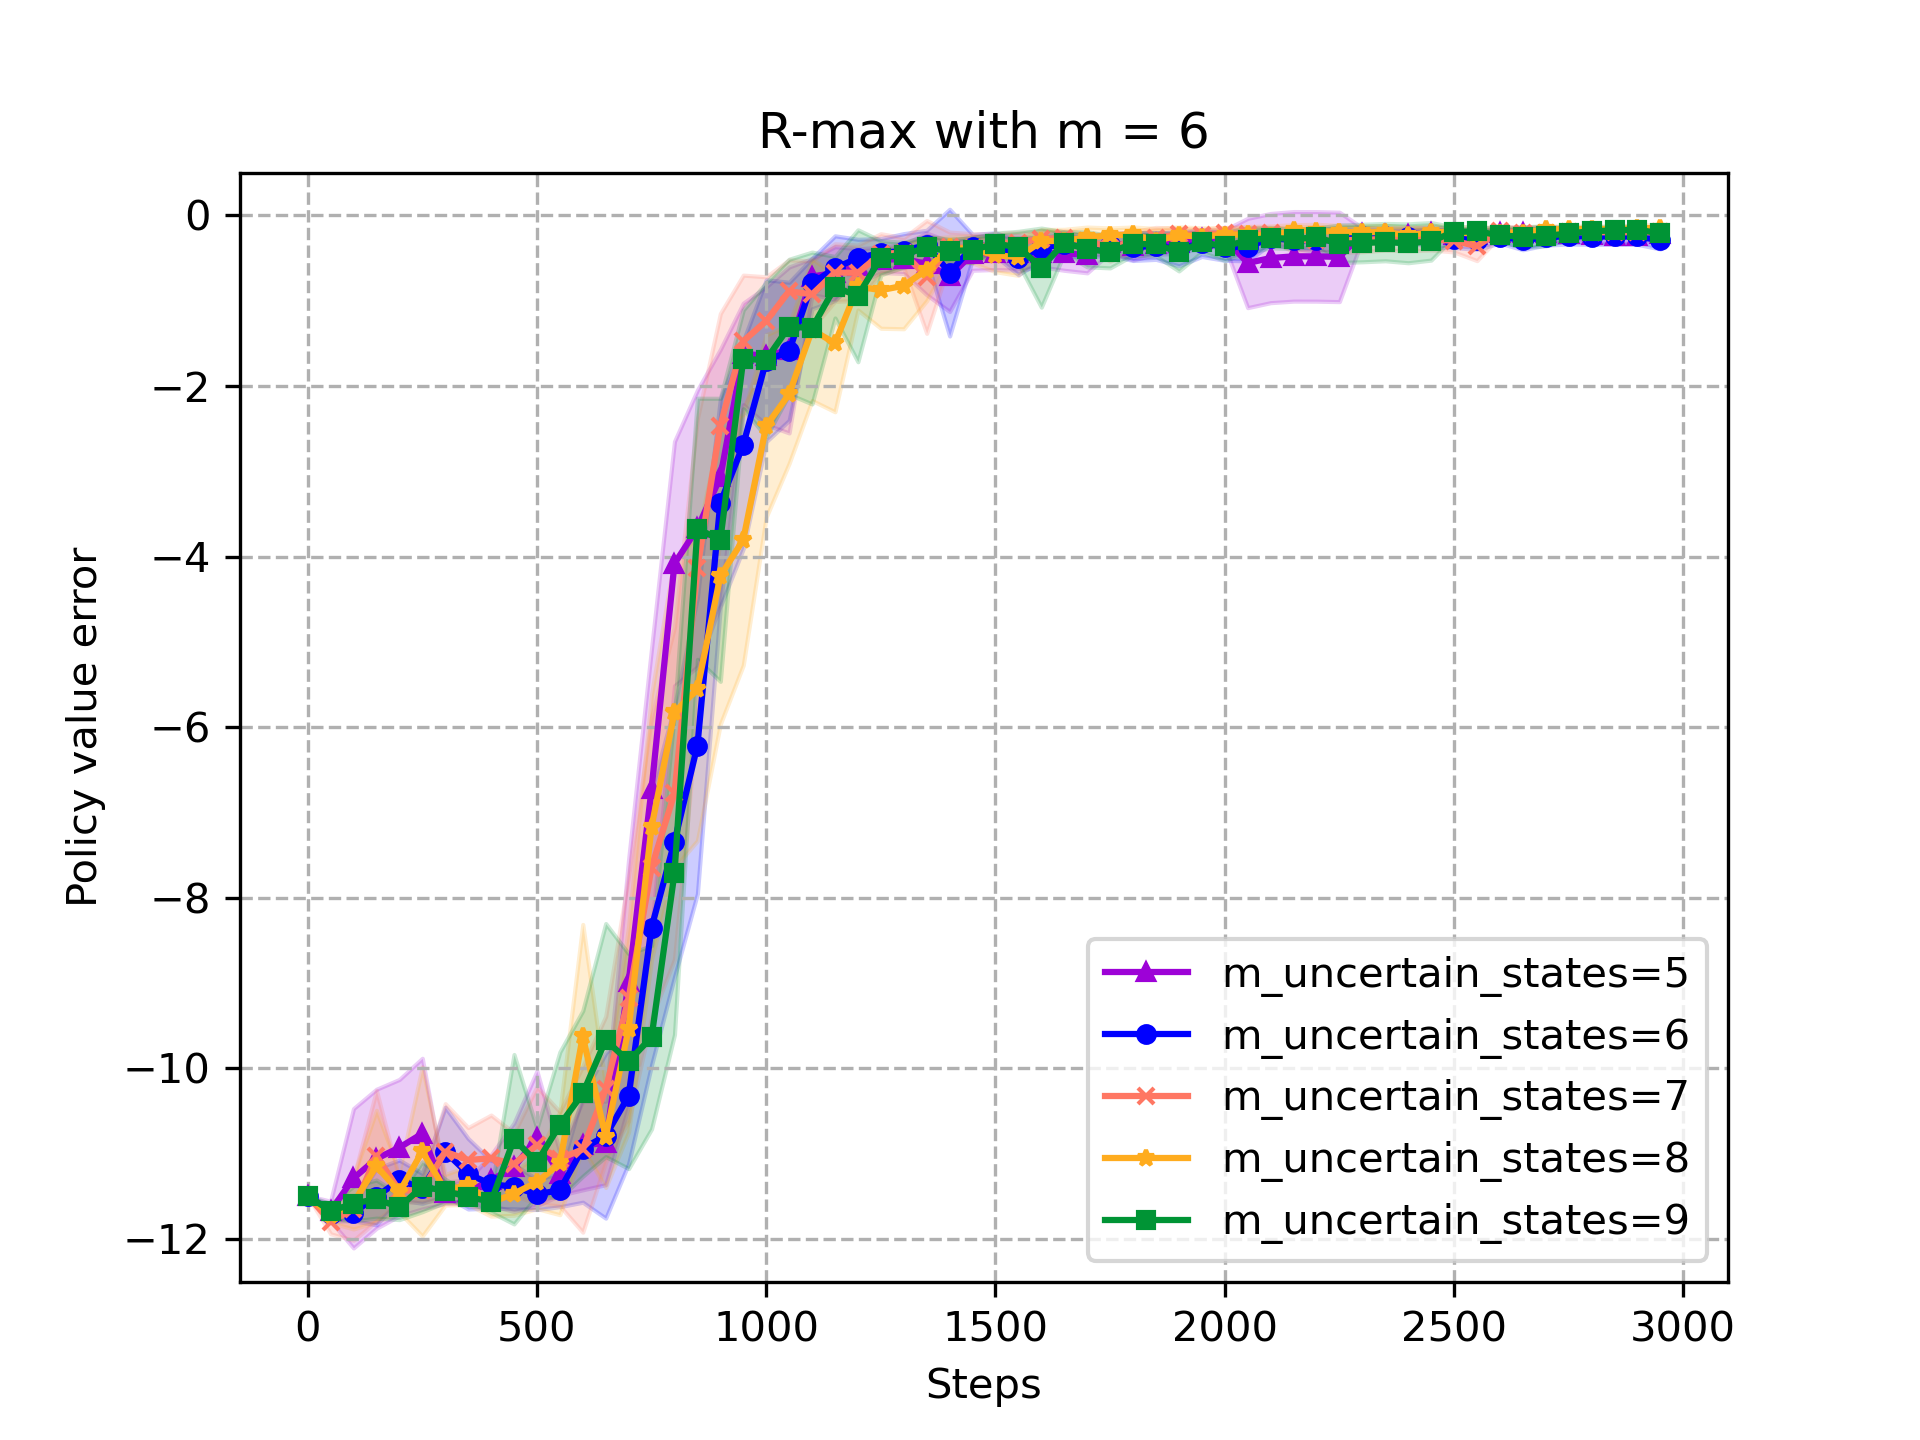 R-max with m = 6
Policy value error
0
−2
−4
−6
−8
−10
−12
m_uncertain_states=5
m_uncertain_states=6
m_uncertain_states=7
m_uncertain_states=8
m_uncertain_states=9
0 500 1000 1500 2000 2500 3000
Steps